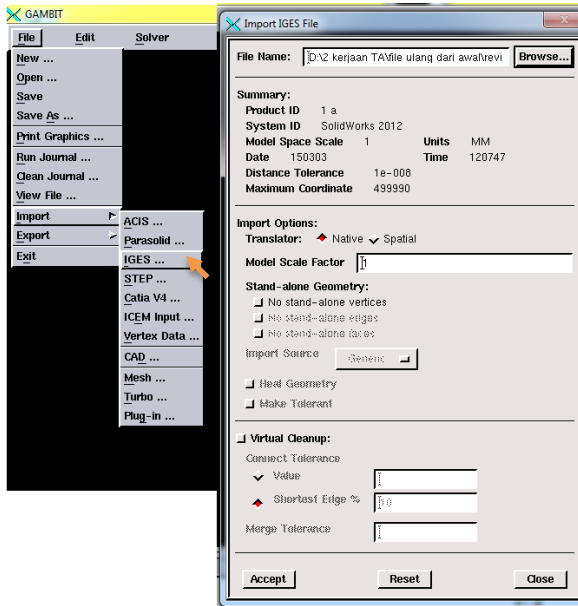 GAMBIT
File Edit Solver
New ...
Open ...
Save
Save As ...
Print Graphics ...
Run Journal ...
Clean Journal ...
View File ...
Import
Export
Exit
ACIS ...
Parasolid ...
IGES ...
STEP ...
Catia V4 ...
ICEM Input ...
Vertex Data ...
CAD ...
Mesh ...
Turbo ...
Plug-in ...
Import IGES File
File Name: D:\2 kerjaan TA\file ulang dari awal\revi Browse...
Summary:
Product ID 1 a
System ID SolidWorks 2012
Model Space Scale 1 Units MM
Date 150303 Time 120747
Distance Tolerance 1e-008
Maximum Coordinate 499990
Import Options:
Translator: Native Spatial
Model Scale Factor 1
Stand-alone Geometry:
No stand-alone vertices
No stand-alone edges
No stand-alone faces
Import Source Generic
Heal Geometry
Make Tolerant
Virtual Cleanup:
Connect Tolerance
Value
Shortest Edge % 10
Merge Tolerance
Accept Reset Close